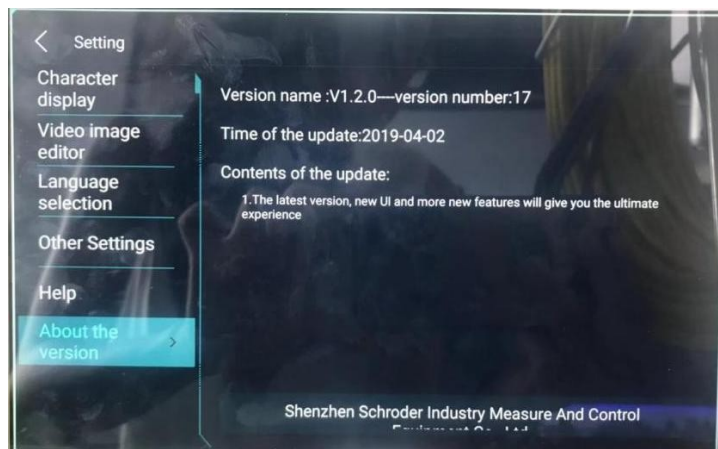 Setting
Character
display
Video image
editor
Language
selection
Other Settings
Help
About the
version
Version name :V1.2.0----version number:17
Time of the update:2019-04-02
Contents of the update:
1.The latest version, new UI and more new features will give you the ultimate
experience
Shenzhen Schroder Industry Measure And Control